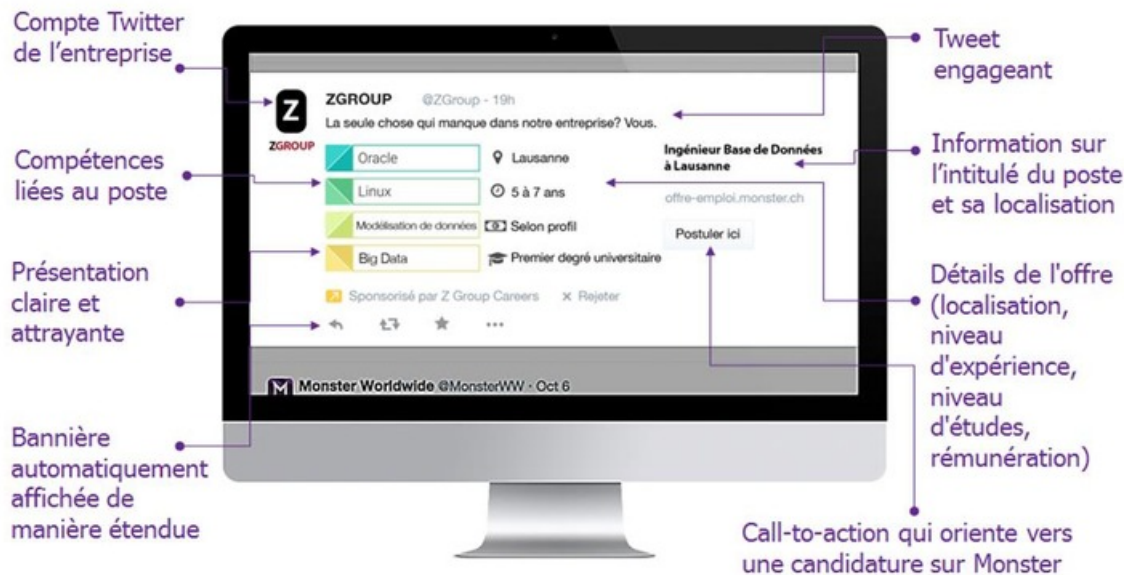 Compte Twitter
de l'entreprise
Compétences
liées au poste
Présentation
claire et
attrayante
Bannière
automatiquement
affichée de
manière étendue
Z
ZGROUP
ZGROUP @ZGroup - 19h
La seule chose qui manque dans notre entreprise? Vous.
Oracle
Lausanne
Linux
5 à 7 ans
Modélisation de données
Selon profil
Big Data
Premier degré universitaire
Ingénieur Base de Données
à Lausanne
offre-emploi.monster.ch
Postuler ici
Sponsorisé par Z Group Careers × Rejeter
M
Monster Worldwide @MonsterWW · Oct 6
Tweet
engageant
Information sur
l'intitulé du poste
et sa localisation
Détails de l'offre
(localisation,
niveau
d'expérience,
niveau
d'études,
rémunération)
Call-to-action qui oriente vers
une candidature sur Monster